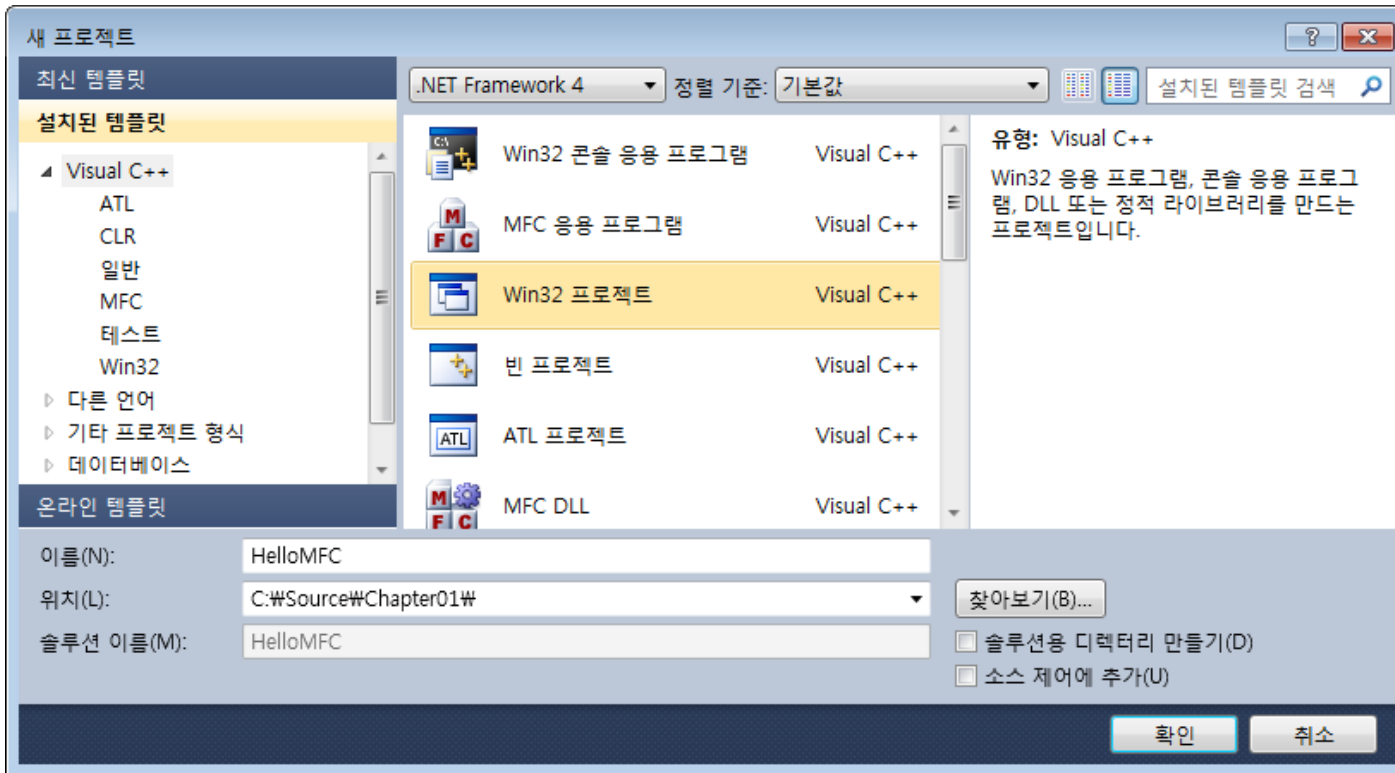 새 프로젝트
최신 템플릿
.NET Framework 4
정렬 기준:
기본값
설치된 템플릿 검색
설치된 템플릿
Visual C++
ATL
CLR
일반
MFC
테스트
Win32
다른 언어
기타 프로젝트 형식
데이터베이스
온라인 템플릿
C:\
Win32 콘솔 응용 프로그램 Visual C++
MFC
MFC 응용 프로그램 Visual C++
Win32 프로젝트 Visual C++
빈 프로젝트 Visual C++
ATL
ATL 프로젝트 Visual C++
MFC
MFC DLL Visual C++
유형: Visual C++
Win32 응용 프로그램, 콘솔 응용 프로그
램, DLL 또는 정적 라이브러리를 만드는
프로젝트입니다.
이름(N): HelloMFC
위치(L): C:₩Source₩Chapter01₩
찾아보기(B)...
솔루션 이름(M): HelloMFC
솔루션용 디렉터리 만들기(D)
소스 제어에 추가(U)
확인 취소